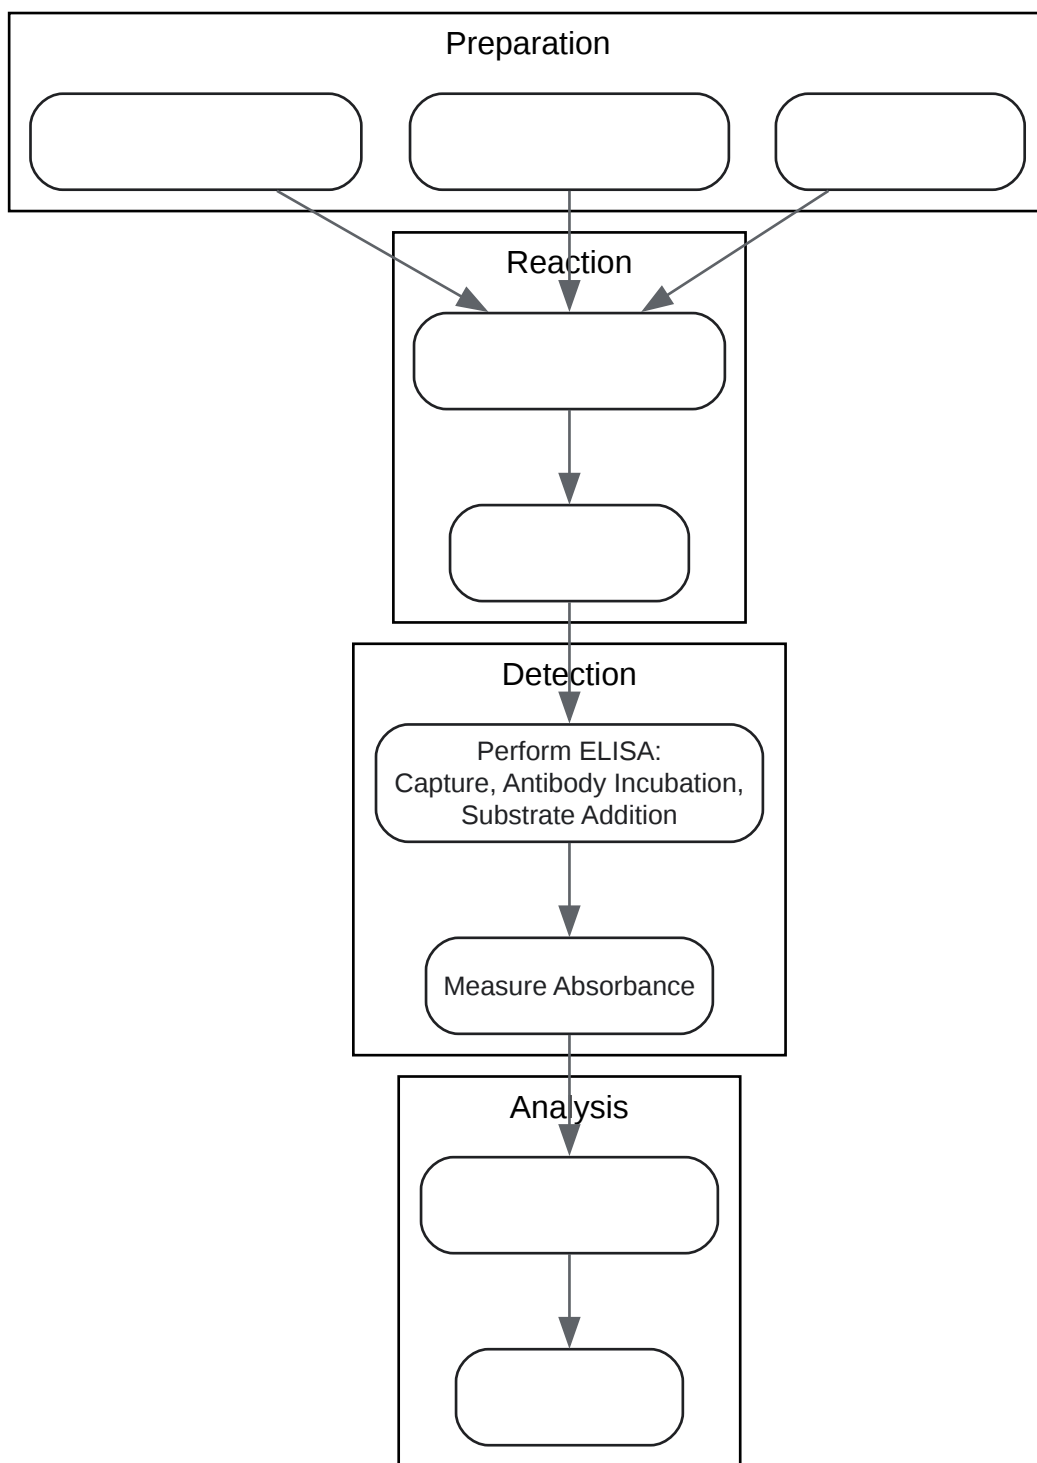 Preparation
Reaction
Detection
Perform ELISA:
Capture, Antibody Incubation,
Substrate Addition
Measure Absorbance
Analysis